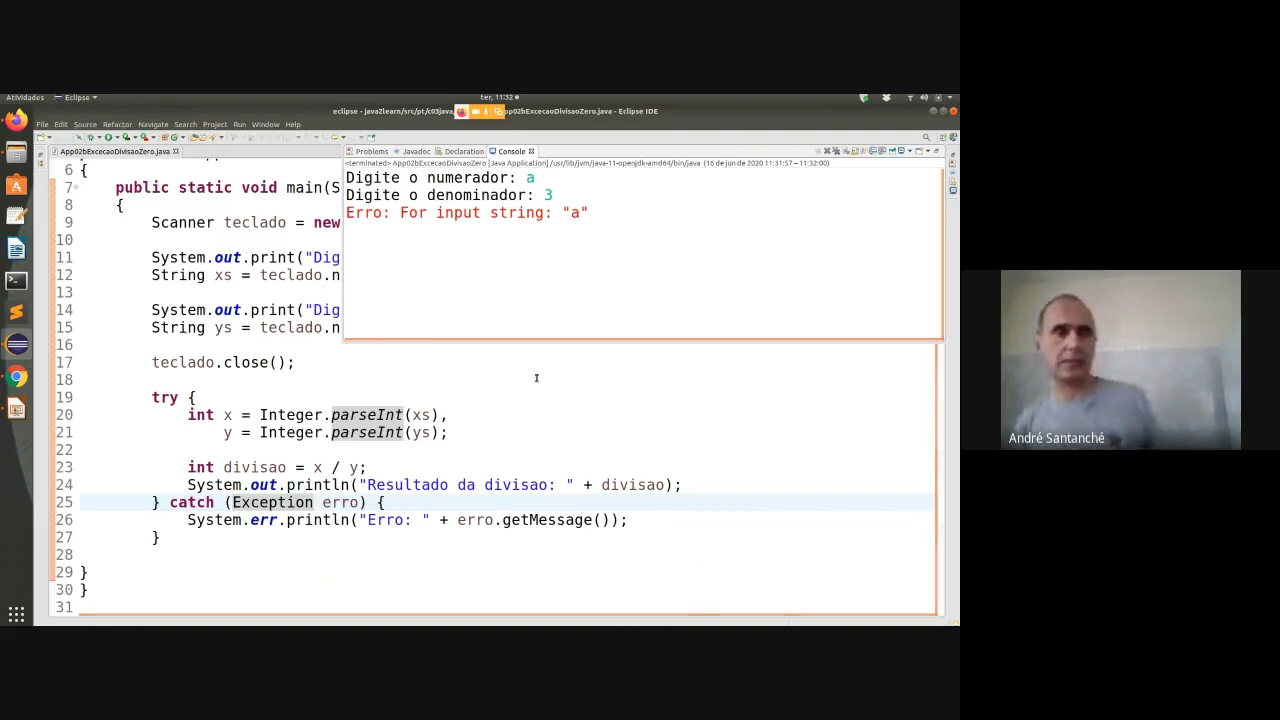 Atividades Eclipse ▾ ter, 11:32 ●
eclipse - java2learn/src/pt/c03java pp02bExcecaoDivisaoZero.java - Eclipse IDE
File Edit Source Refactor Navigate Search Project Run Window Help
App02bExcecaoDivisaoZero.java
Problems Javadoc Declaration Console
<terminated> App02bExcecaoDivisaoZero [Java Application] /usr/lib/jvm/java-11-openjdk-amd64/bin/java (16 de jun de 2020 11:31:57 – 11:32:00)
Digite o numerador: a
Digite o denominador: 3
Erro: For input string: "a"
6 {
7 public static void main(S
8 {
9 Scanner teclado = new
10
11 System.out.print("Dig
12 String xs = teclado.n
13
14 System.out.print("Dig
15 String ys = teclado.n
16
17 teclado.close();
18
19 try {
20 int x = Integer.parseInt(xs),
21 y = Integer.parseInt(ys);
22
23 int divisao = x / y;
24 System.out.println("Resultado da divisao: " + divisao);
25 } catch (Exception erro) {
26 System.err.println("Erro: " + erro.getMessage());
27 }
28
29 }
30 }
31
André Santanchè